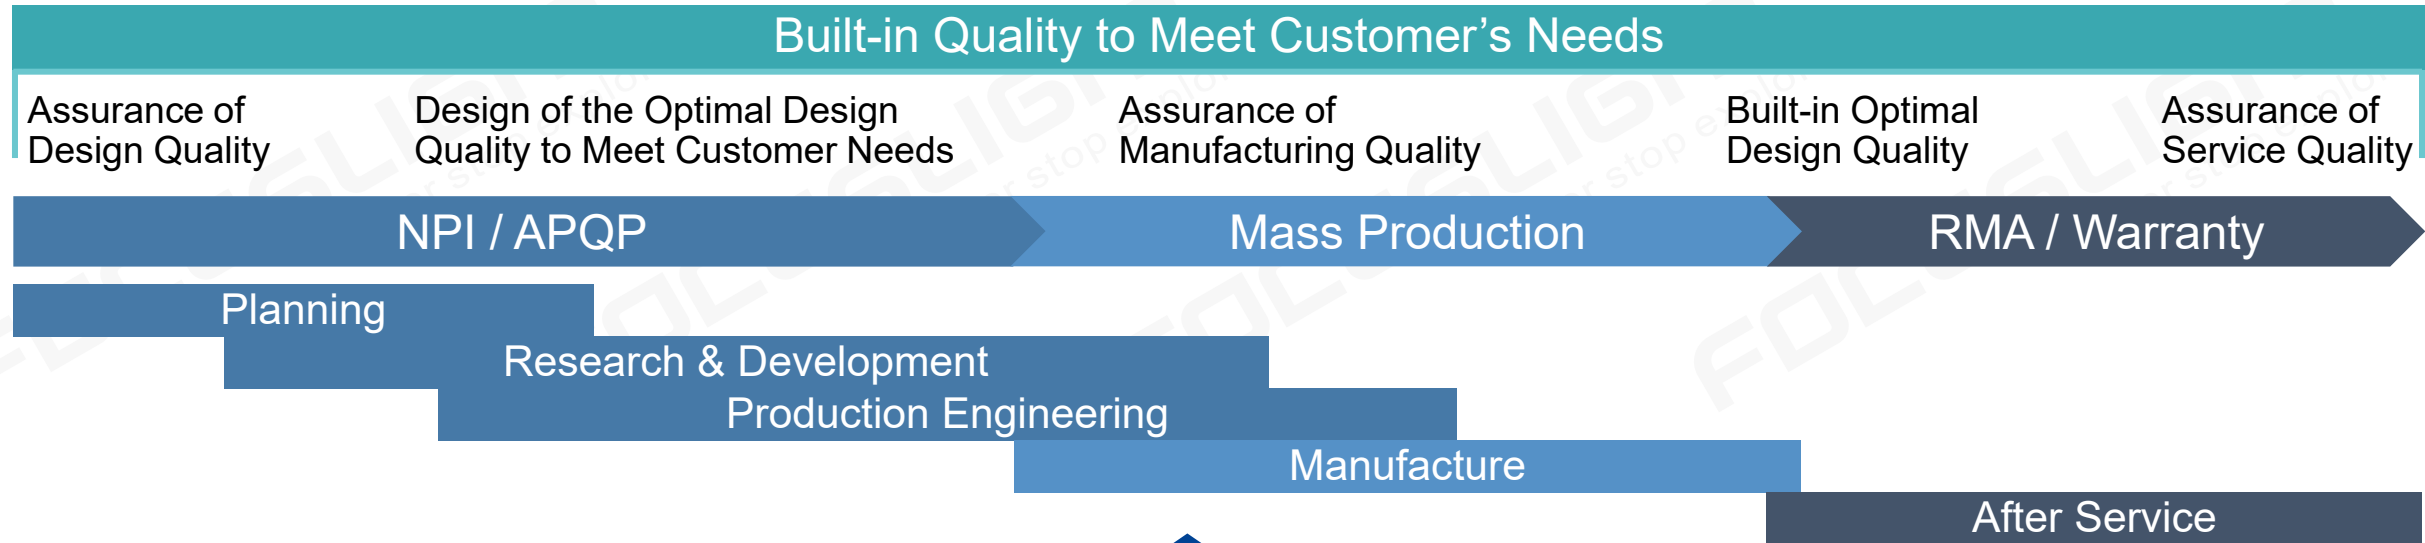 Built-in Quality to Meet Customer’s Needs
Assurance of
Design Quality
Design of the Optimal Design
Quality to Meet Customer Needs
Assurance of
Manufacturing Quality
Built-in Optimal
Design Quality
Assurance of
Service Quality
NPI / APQP
Mass Production
RMA / Warranty
Planning
Research & Development
Production Engineering
Manufacture
After Service